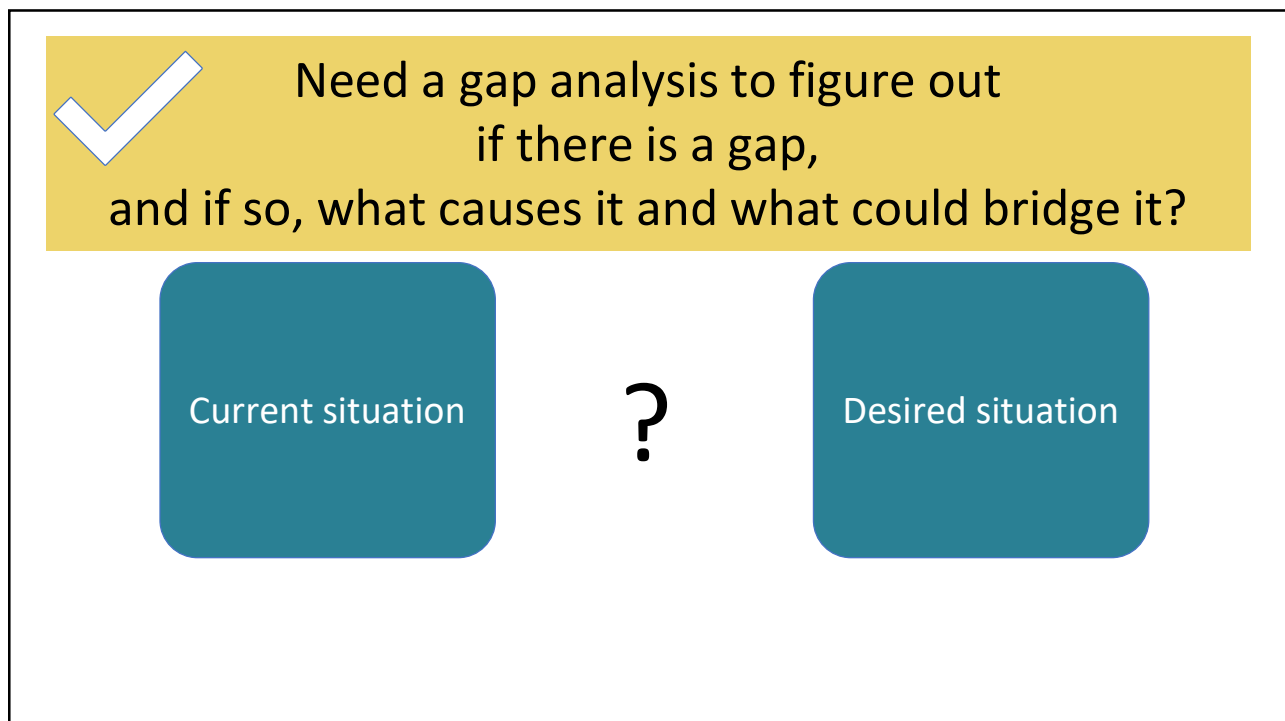 Need a gap analysis to figure out
if there is a gap,
and if so, what causes it and what could bridge it?
Current situation
?
Desired situation